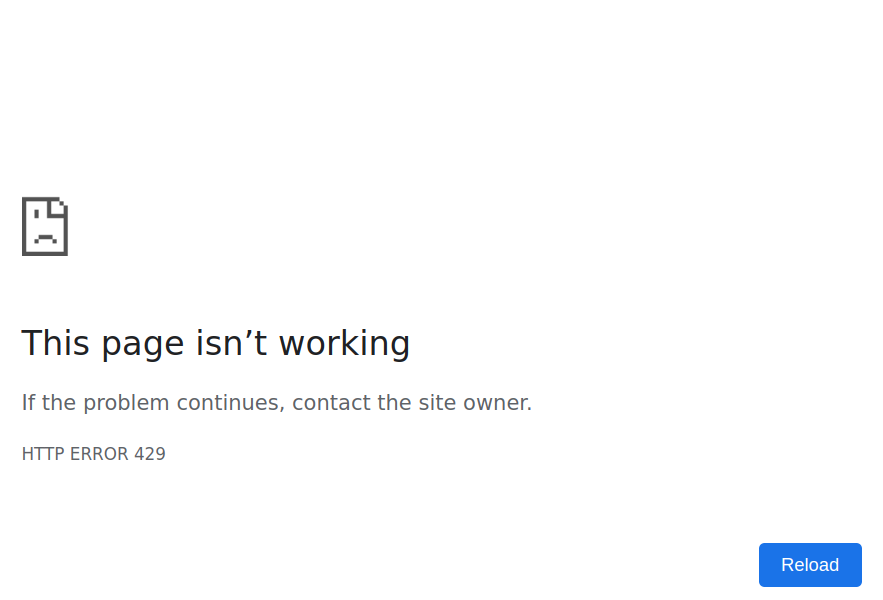 This page isn’t working
If the problem continues, contact the site owner.
HTTP ERROR 429
Reload